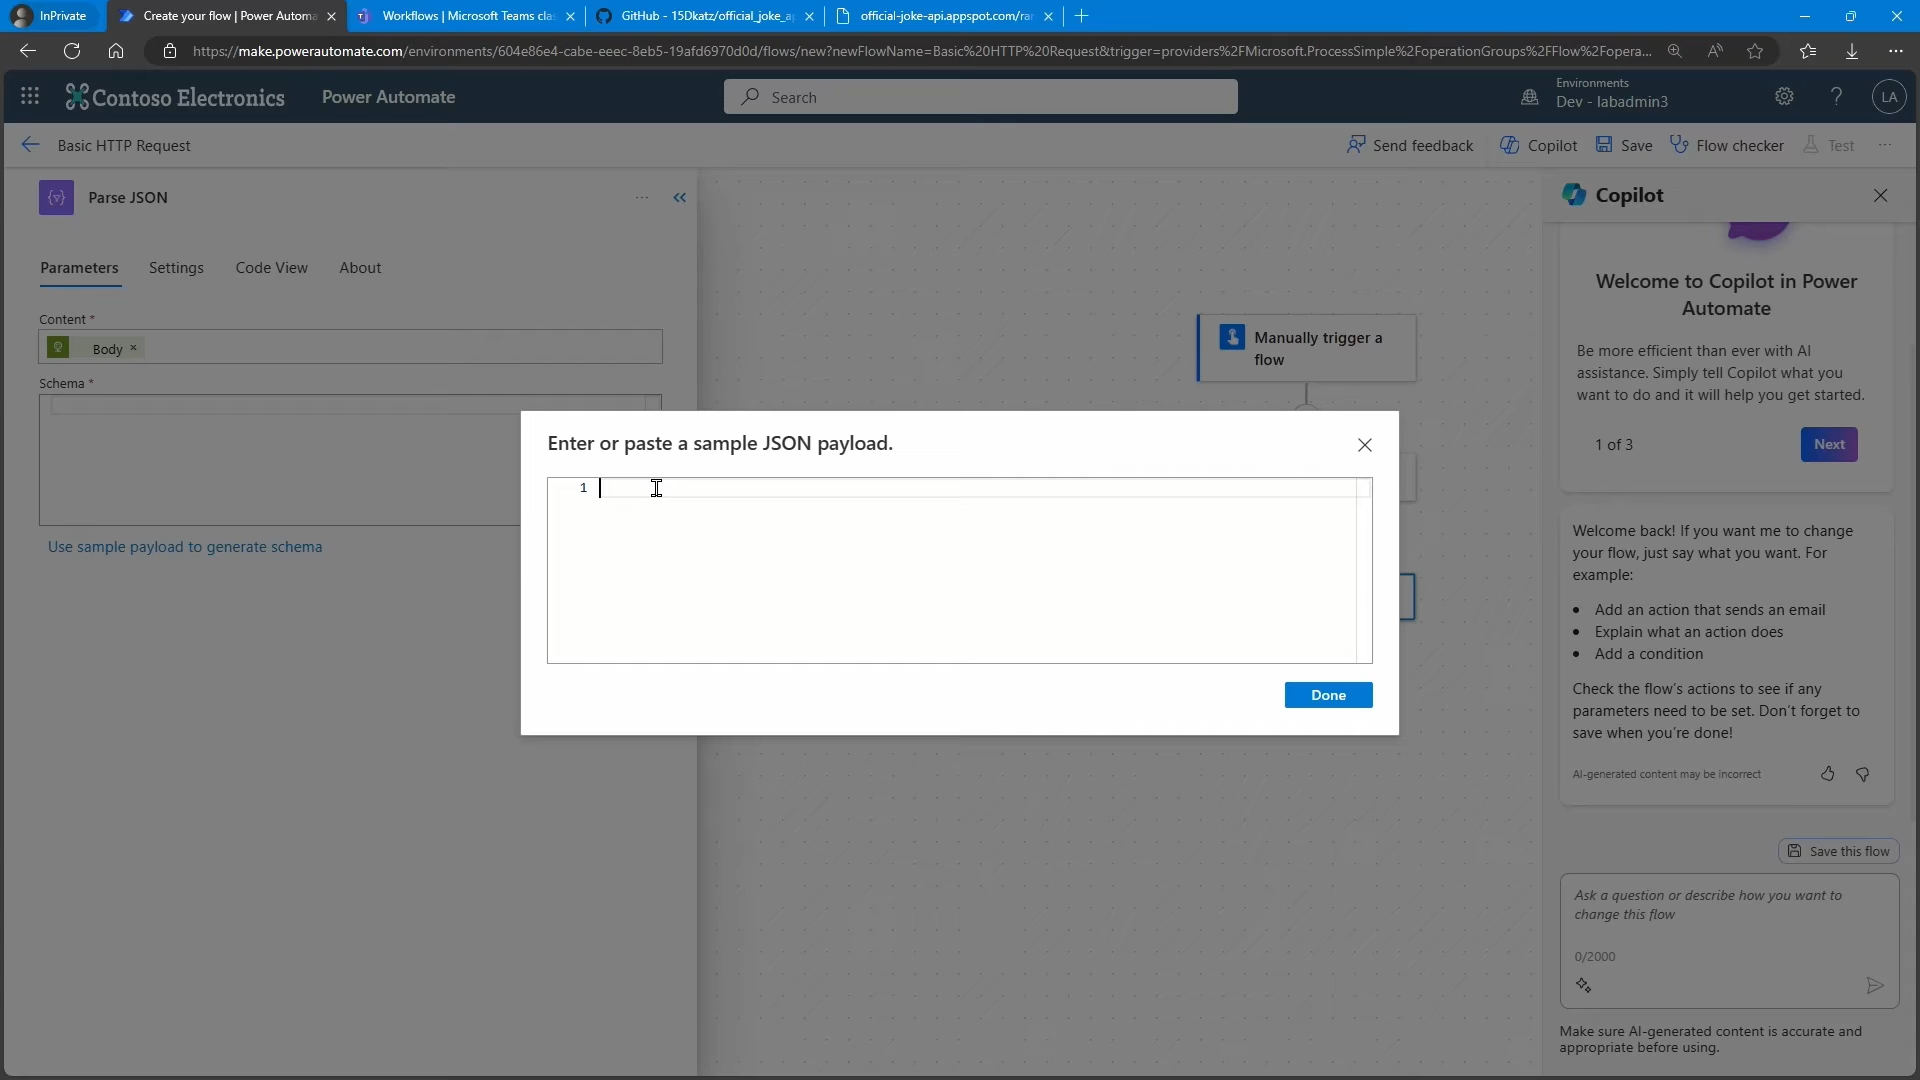 InPrivate
Create your flow | Power Automa
Workflows | Microsoft Teams cla
GitHub - 15Dkatz/official_joke_a
official-joke-api.appspot.com/ra
https://make.powerautomate.com/environments/604e86e4-cabe-eeec-8eb5-19afd6970d0d/flows/new?newFlowName=Basic%20HTTP%20Request&trigger=providers%2FMicrosoft.ProcessSimple%2FoperationGroups%2FFlow%2Fopera...
Contoso Electronics
Power Automate
Search
Environments
Dev - labadmin3
LA
Basic HTTP Request
Send feedback
Copilot
Save
Flow checker
Test
Parse JSON
Parameters
Settings
Code View
About
Content *
Body
Schema *
Use sample payload to generate schema
Manually trigger a
flow
Enter or paste a sample JSON payload.
1
Done
Copilot
Welcome to Copilot in Power
Automate
Be more efficient than ever with AI
assistance. Simply tell Copilot what you
want to do and it will help you get started.
1 of 3
Next
Welcome back! If you want me to change
your flow, just say what you want. For
example:
• Add an action that sends an email
• Explain what an action does
• Add a condition
Check the flow's actions to see if any
parameters need to be set. Don't forget to
save when you're done!
AI-generated content may be incorrect
Save this flow
Ask a question or describe how you want to
change this flow
0/2000
Make sure AI-generated content is accurate and
appropriate before using.